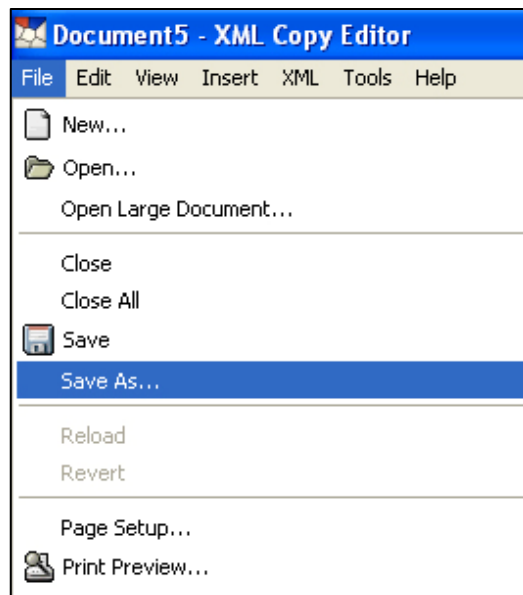 Document5 - XML Copy Editor
File Edit View Insert XML Tools Help
New...
Open...
Open Large Document...
Close
Close All
Save
Save As...
Reload
Revert
Page Setup...
Print Preview...